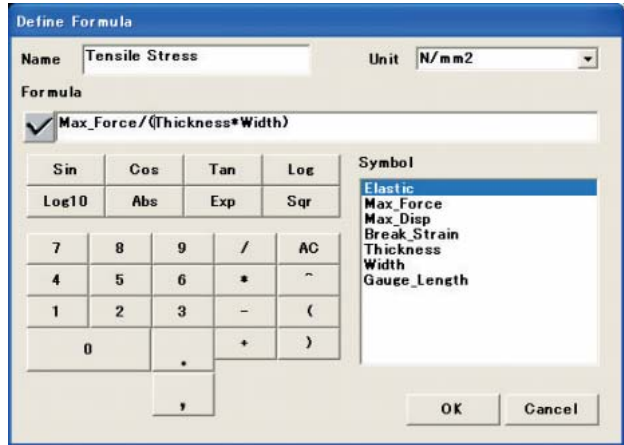 Define Formula
Name Tensile Stress Unit N/mm2
Formula
Max_Force/(Thickness*Width)
Sin Cos Tan Log
Log10 Abs Exp Sqr
Symbol
Elastic
Max_Force
Max_Disp
Break_Strain
Thickness
Width
Gauge_Length
7 8 9 / AC
4 5 6 * ^
1 2 3 - (
0 . + )
,
OK Cancel